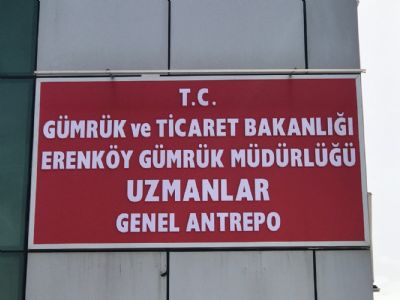 T.C.
GÜMRÜK ve TİCARET BAKANLIĞI
ERENKÖY GÜMRÜK MÜDÜRLÜĞÜ
UZMANLAR
GENEL ANTREPO